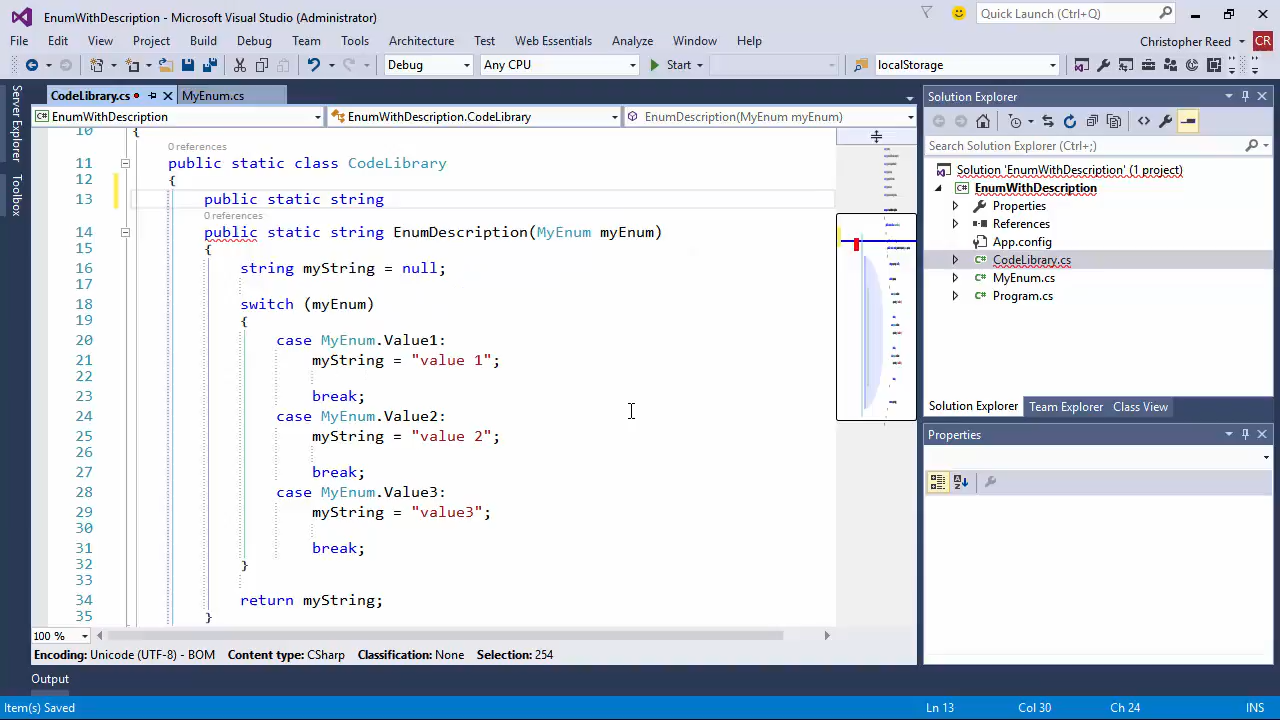 EnumWithDescription - Microsoft Visual Studio (Administrator)
Quick Launch (Ctrl+Q)
File Edit View Project Build Debug Team Tools Architecture Test Web Essentials Analyze Window Help
Christopher Reed CR
Debug Any CPU Start localStorage
CodeLibrary.cs MyEnum.cs
Solution Explorer
EnumWithDescription EnumWithDescription.CodeLibrary EnumDescription(MyEnum myEnum)
Server Explorer
Toolbox
10 {
0 references
11 public static class CodeLibrary
12 {
13 public static string
0 references
14 public static string EnumDescription(MyEnum myEnum)
15 {
16 string myString = null;
17
18 switch (myEnum)
19 {
20 case MyEnum.Value1:
21 myString = "value 1";
22
23 break;
24 case MyEnum.Value2:
25 myString = "value 2";
26
27 break;
28 case MyEnum.Value3:
29 myString = "value3";
30
31 break;
32 }
33
34 return myString;
35 }
100 %
Encoding: Unicode (UTF-8) - BOM Content type: CSharp Classification: None Selection: 254
Search Solution Explorer (Ctrl+;)
Solution 'EnumWithDescription' (1 project)
EnumWithDescription
Properties
References
App.config
CodeLibrary.cs
MyEnum.cs
Program.cs
Solution Explorer Team Explorer Class View
Properties
Output
Item(s) Saved Ln 13 Col 30 Ch 24 INS